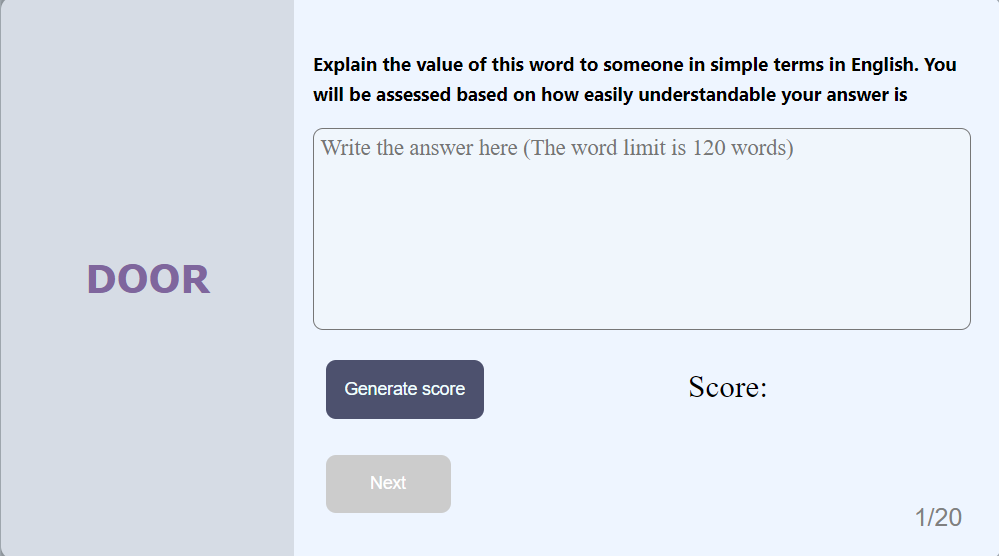 DOOR
Explain the value of this word to someone in simple terms in English. You
will be assessed based on how easily understandable your answer is
Write the answer here (The word limit is 120 words)
Generate score
Score:
Next
1/20